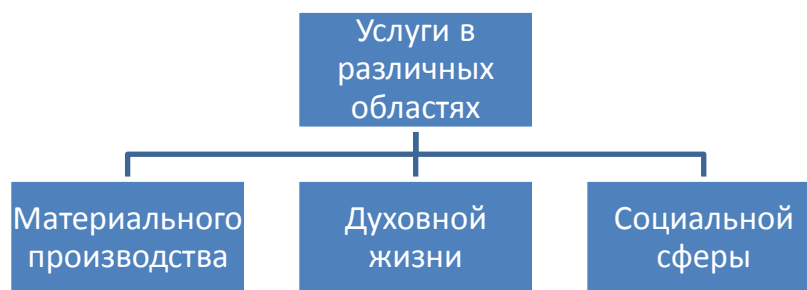 Услуги в
различных
областях
Материального
производства
Духовной
жизни
Социальной
сферы